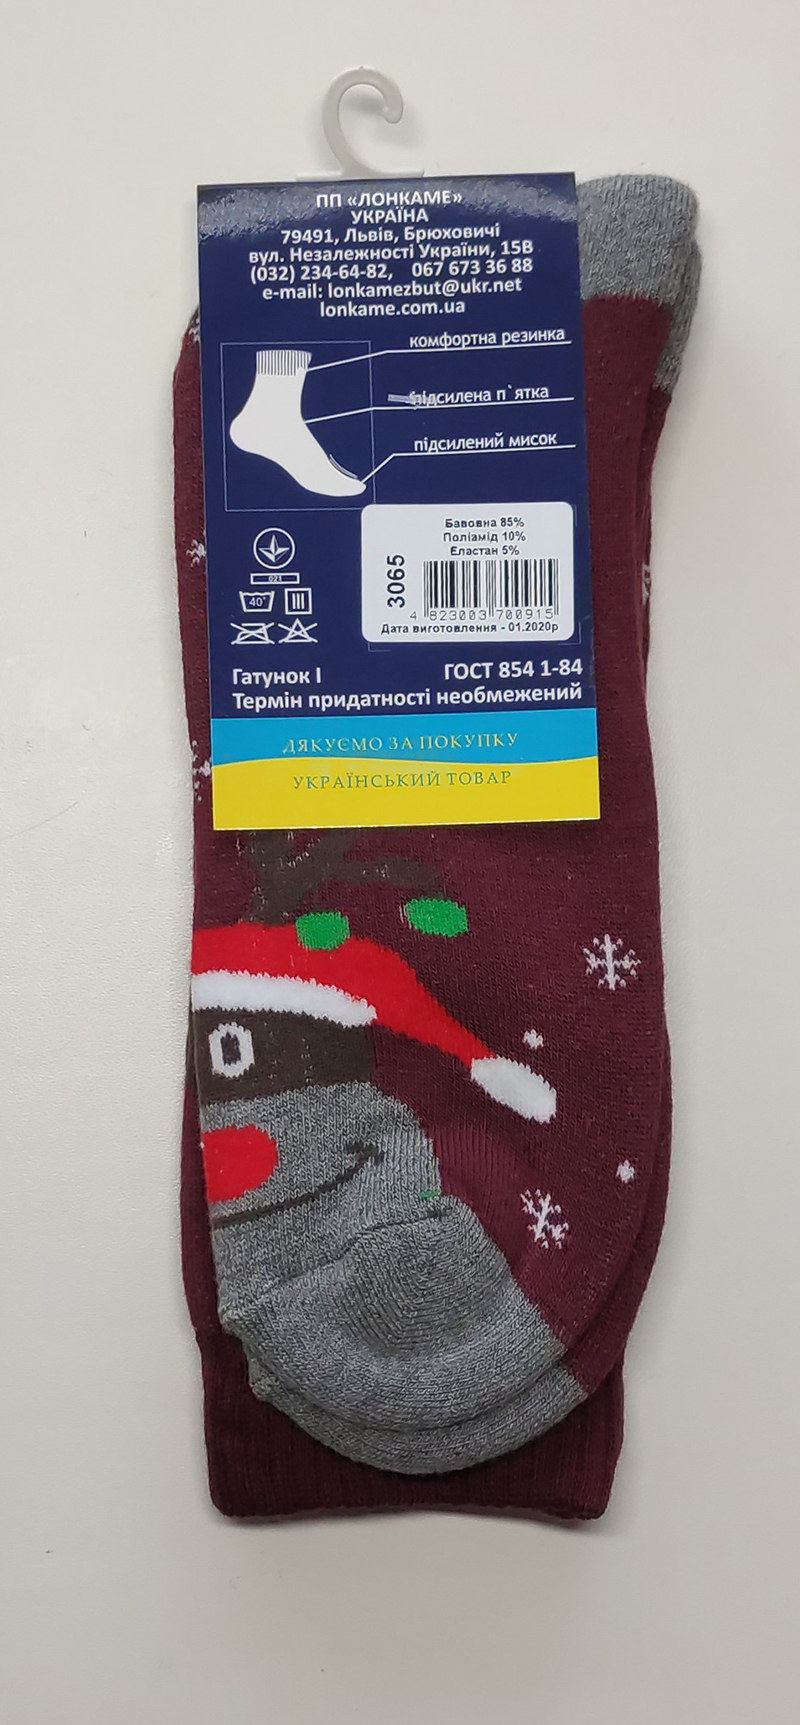 ПП «ЛОНКАМЕ»
УКРАЇНА
79491, Львів, Брюховичі
вул. Незалежності України, 15В
(032) 234-64-82, 067 673 36 88
e-mail: lonkamezbut@ukr.net
lonkame.com.ua
комфортна резинка
підсилена п`ятка
підсилений мисок
Бавовна 85%
Поліамід 10%
Еластан 5%
3065
4 823003 700915
Дата виготовлення - 01.2020р
021
40°
Гатунок І
ГОСТ 854 1-84
Термін придатності необмежений
ДЯКУЄМО ЗА ПОКУПКУ
УКРАЇНСЬКИЙ ТОВАР